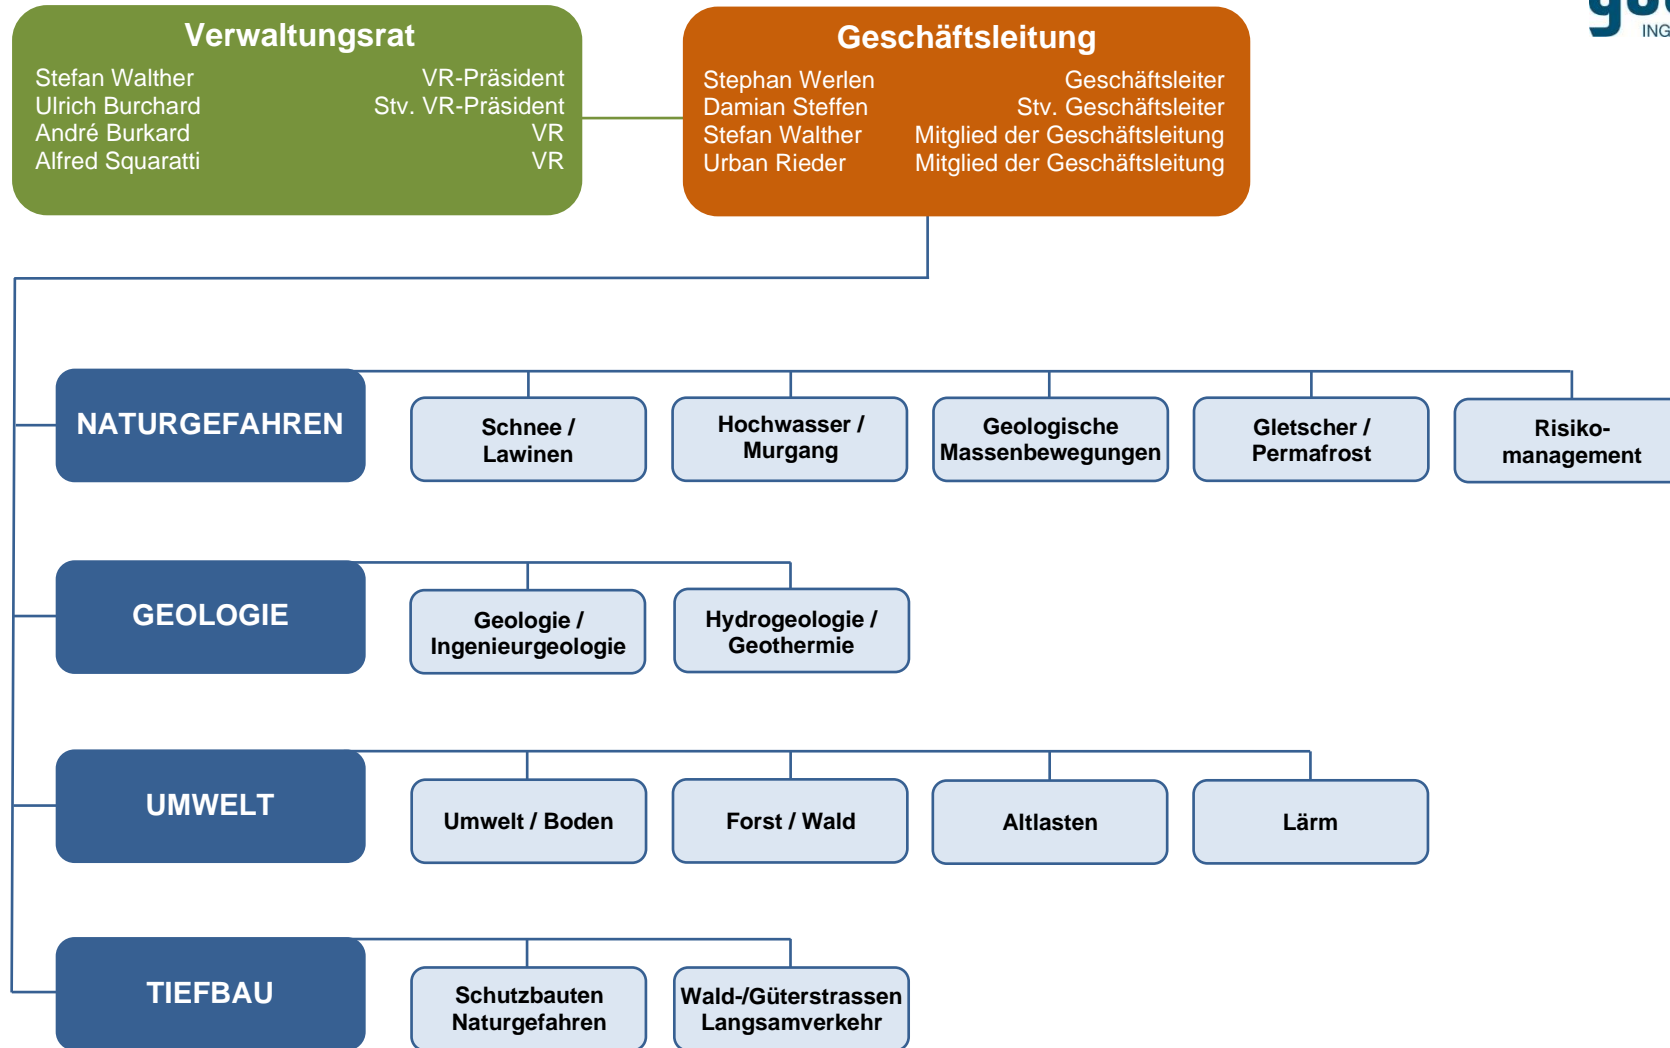 Verwaltungsrat
Stefan Walther VR-Präsident
Ulrich Burchard Stv. VR-Präsident
André Burkard VR
Alfred Squaratti VR
Geschäftsleitung
Stephan Werlen Geschäftsleiter
Damian Steffen Stv. Geschäftsleiter
Stefan Walther Mitglied der Geschäftsleitung
Urban Rieder Mitglied der Geschäftsleitung
NATURGEFAHREN
Schnee /
Lawinen
Hochwasser /
Murgang
Geologische
Massenbewegungen
Gletscher /
Permafrost
Risiko-
management
GEOLOGIE
Geologie /
Ingenieurgeologie
Hydrogeologie /
Geothermie
UMWELT
Umwelt / Boden
Forst / Wald
Altlasten
Lärm
TIEFBAU
Schutzbauten
Naturgefahren
Wald-/Güterstrassen
Langsamverkehr